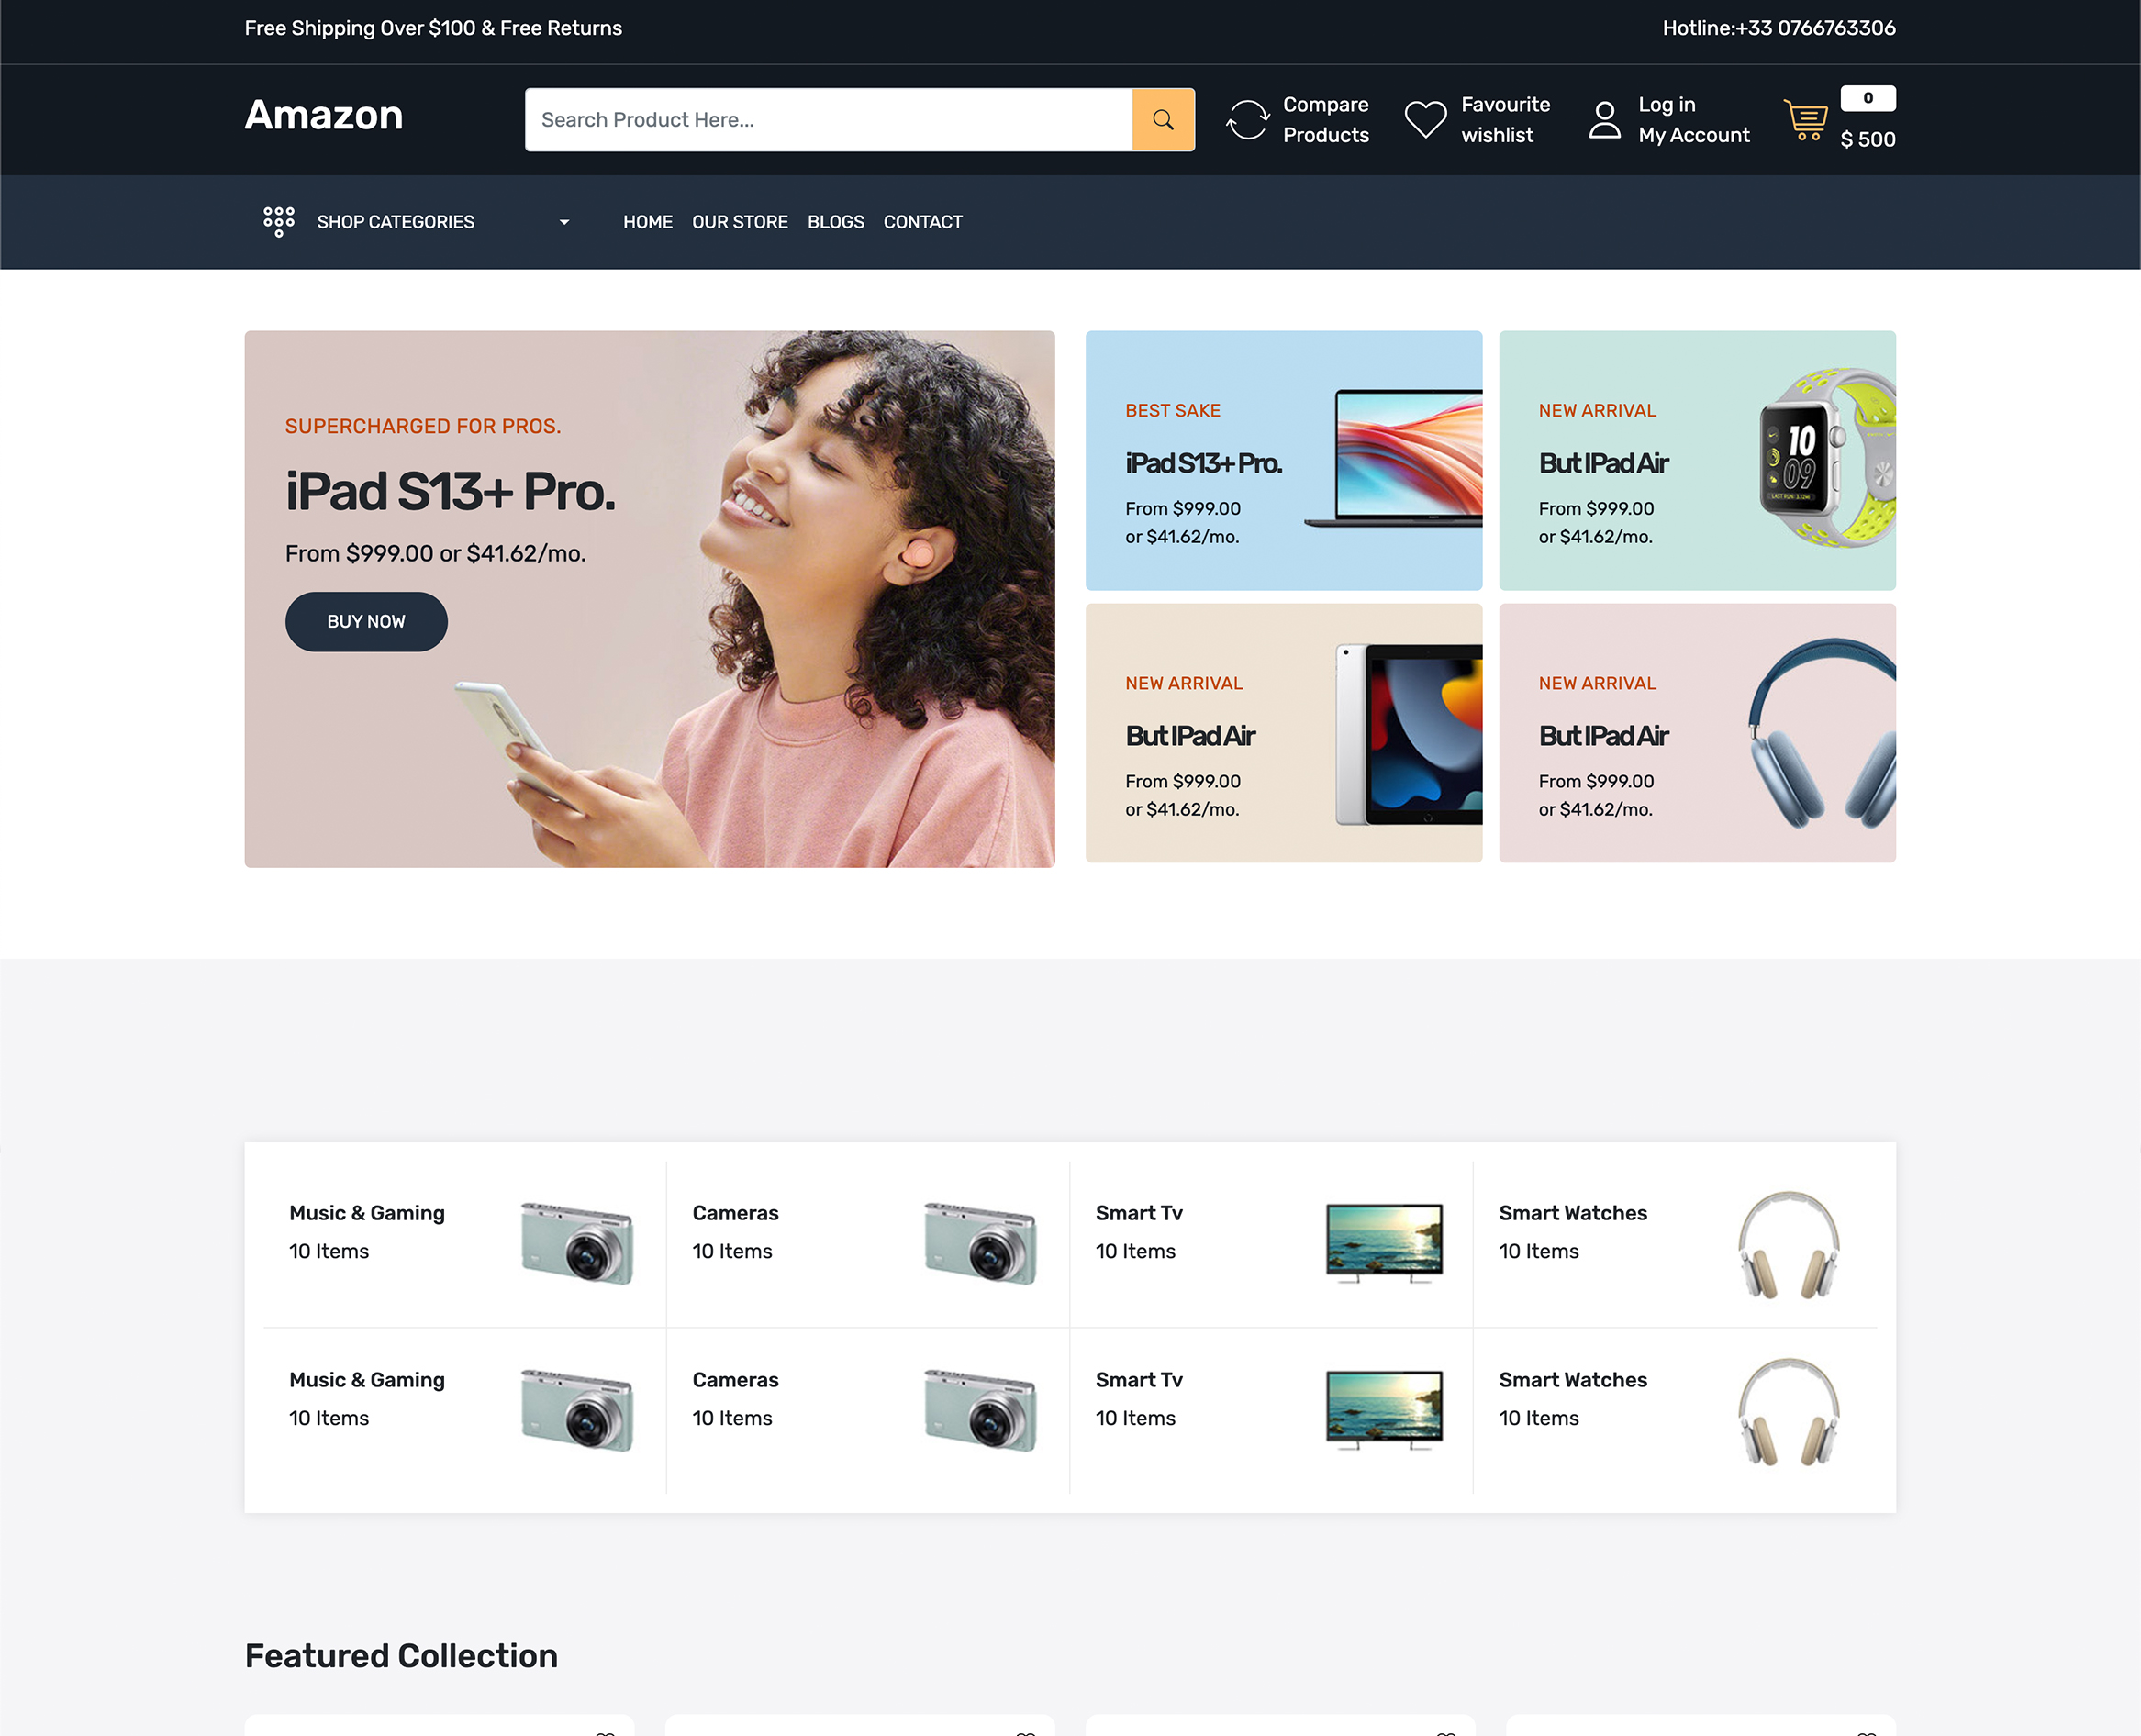 Free Shipping Over $100 & Free Returns
Hotline:+33 0766763306
Amazon
Search Product Here...
Compare
Products
Favourite
wishlist
Log in
My Account
0
$ 500
SHOP CATEGORIES
HOME
OUR STORE
BLOGS
CONTACT
SUPERCHARGED FOR PROS.
iPad S13+ Pro.
From $999.00 or $41.62/mo.
BUY NOW
BEST SAKE
iPad S13+ Pro.
From $999.00
or $41.62/mo.
NEW ARRIVAL
But IPad Air
From $999.00
or $41.62/mo.
10
09
LAST RUN: 3.12mi
NEW ARRIVAL
But IPad Air
From $999.00
or $41.62/mo.
NEW ARRIVAL
But IPad Air
From $999.00
or $41.62/mo.
Music & Gaming
10 Items
Cameras
10 Items
Smart Tv
10 Items
Smart Watches
10 Items
Music & Gaming
10 Items
Cameras
10 Items
Smart Tv
10 Items
Smart Watches
10 Items
Featured Collection